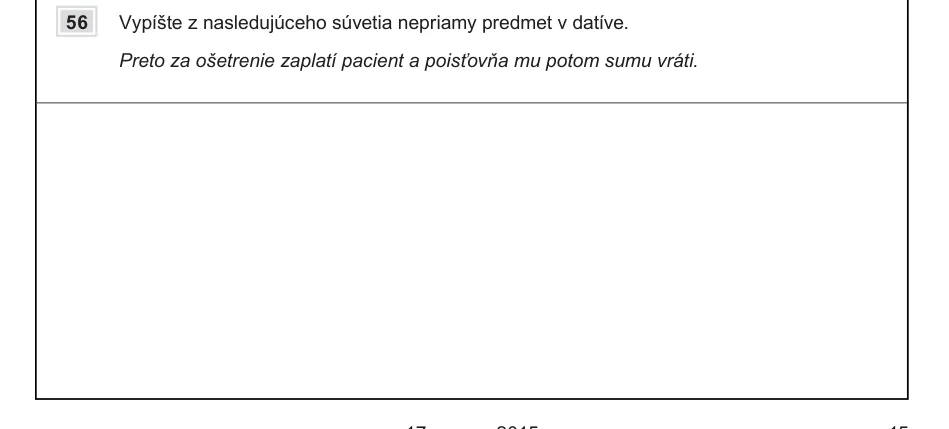 56 Vypíšte z nasledujúceho súvetia nepriamy predmet v datíve.
Preto za ošetrenie zaplatí pacient a poisťovňa mu potom sumu vráti.